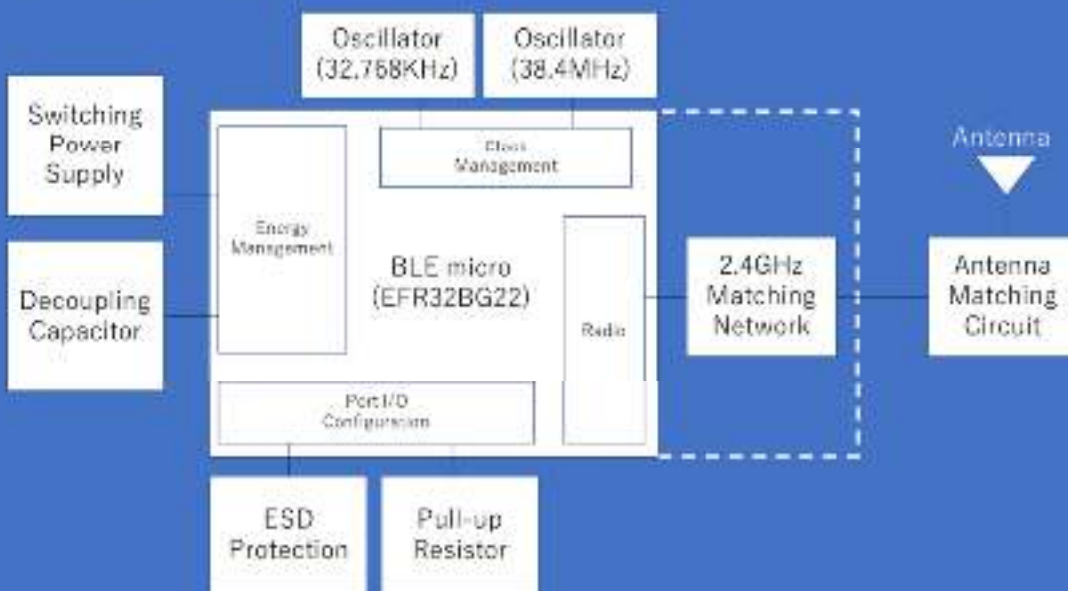 Oscillator
(32.768KHz)
Oscillator
(38.4MHz)
Switching
Power
Supply
Clock
Management
Antenna
Energy
Management
BLE micro
(EFR32BG22)
2.4GHz
Matching
Network
Antenna
Matching
Circuit
Decoupling
Capacitor
Radio
Port I/O
Configuration
ESD
Protection
Pull-up
Resistor